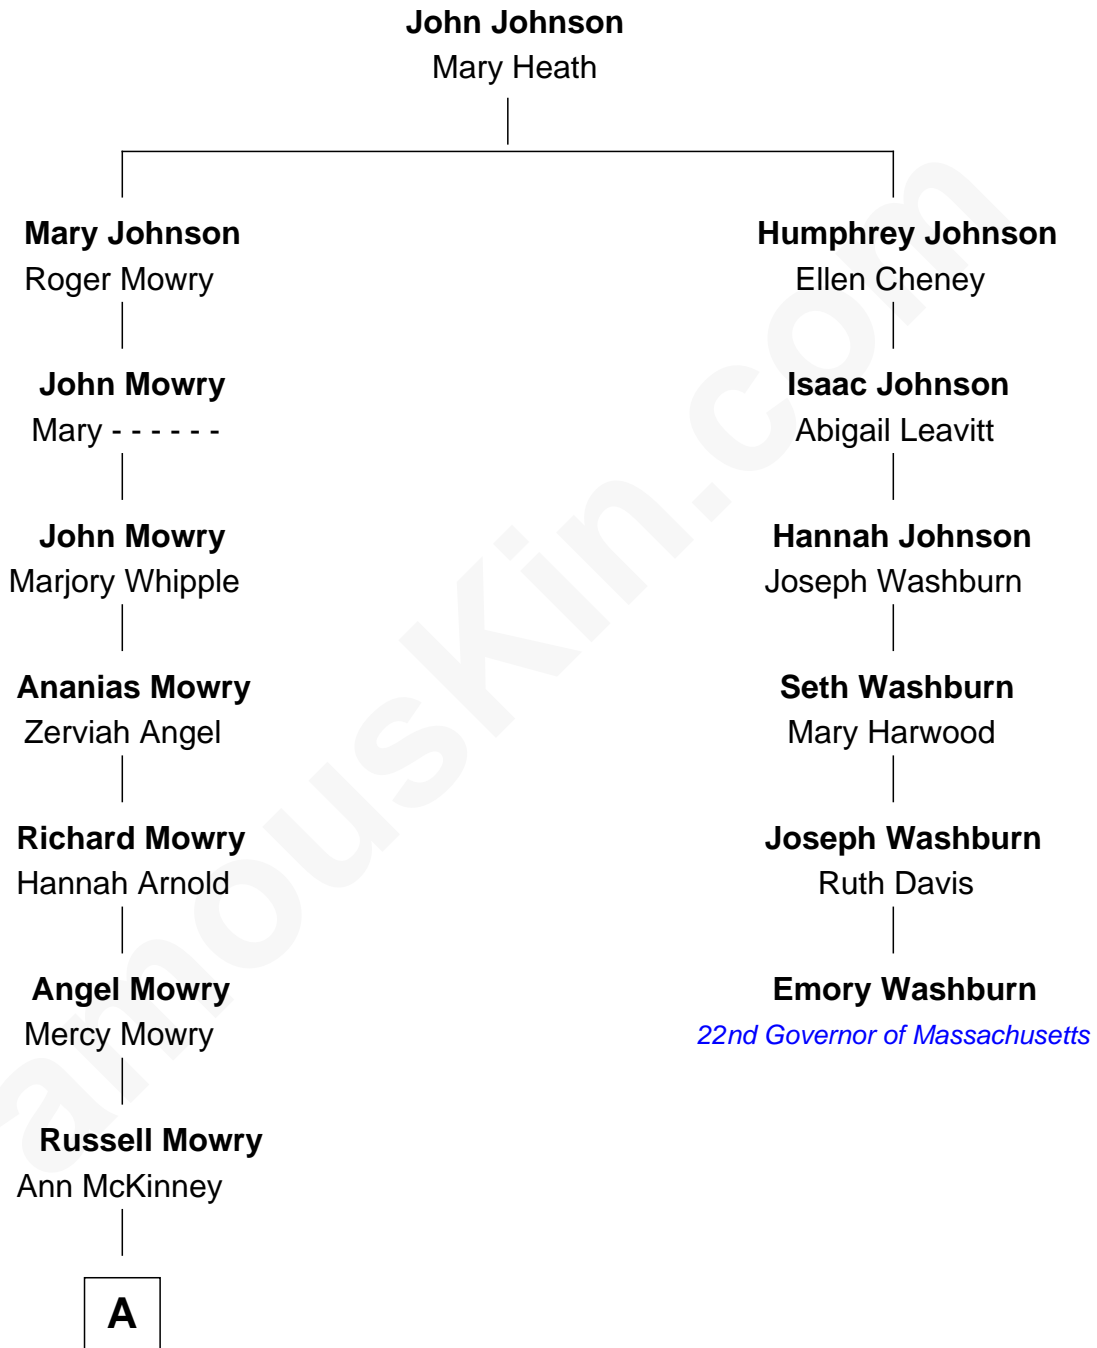 John Johnson
Mary Heath
Mary Johnson
Roger Mowry
John Mowry
Mary - - - - - -
John Mowry
Marjory Whipple
Ananias Mowry
Zerviah Angel
Richard Mowry
Hannah Arnold
Angel Mowry
Mercy Mowry
Russell Mowry
Ann McKinney
A
Humphrey Johnson
Ellen Cheney
Isaac Johnson
Abigail Leavitt
Hannah Johnson
Joseph Washburn
Seth Washburn
Mary Harwood
Joseph Washburn
Ruth Davis
Emory Washburn
22nd Governor of Massachusetts
amousKin.com